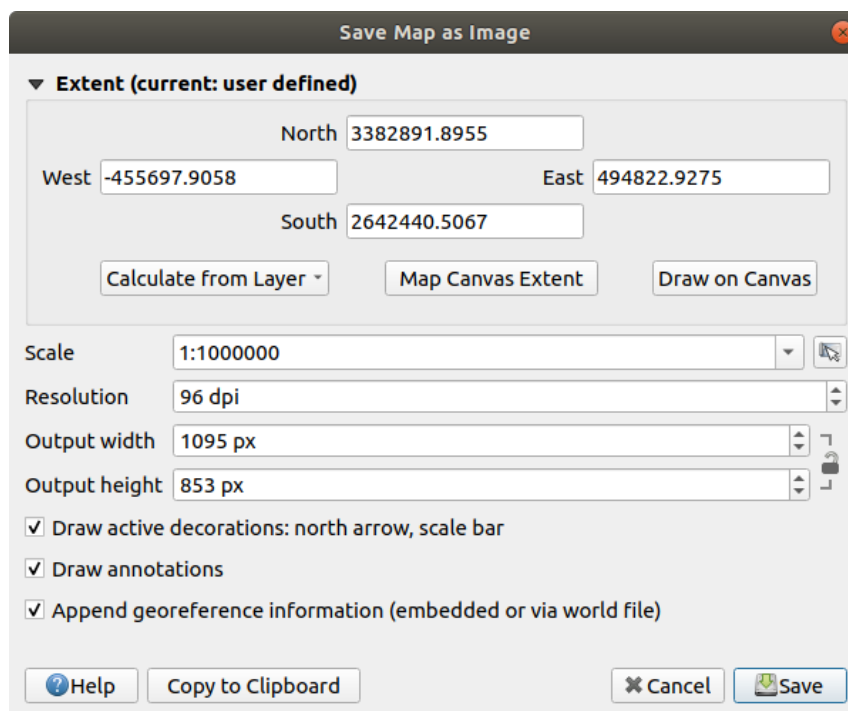 Save Map as Image
Extent (current: user defined)
North 3382891.8955
West -455697.9058 East 494822.9275
South 2642440.5067
Calculate from Layer Map Canvas Extent Draw on Canvas
Scale 1:1000000
Resolution 96 dpi
Output width 1095 px
Output height 853 px
Draw active decorations: north arrow, scale bar
Draw annotations
Append georeference information (embedded or via world file)
Help Copy to Clipboard Cancel Save